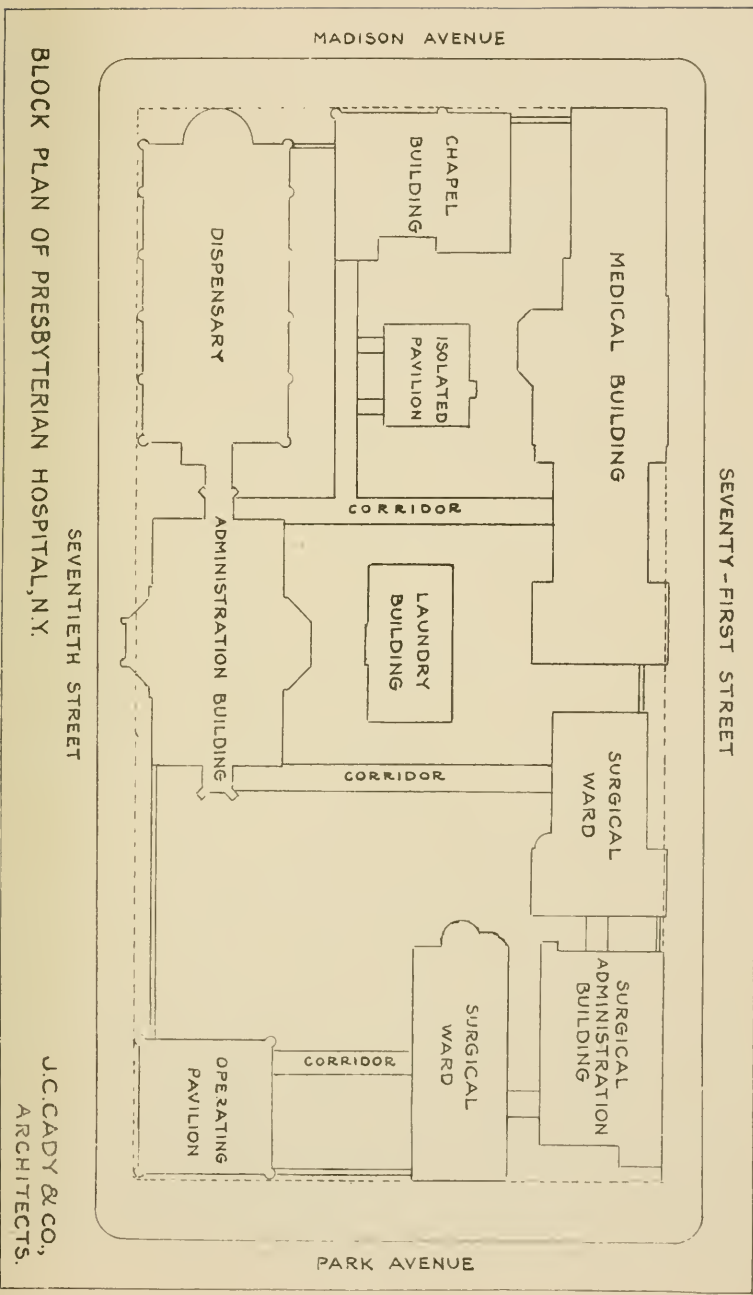 MADISON AVENUE
SEVENTY-FIRST STREET
MEDICAL BUILDING
CHAPEL
BUILDING
DISPENSARY
ISOLATED
PAVILION
CORRIDOR
ADMINISTRATION BUILDING
LAUNDRY
BUILDING
CORRIDOR
SURGICAL
WARD
SURGICAL
ADMINISTRATION
BUILDING
SURGICAL
WARD
CORRIDOR
OPERATING
PAVILION
SEVENTIETH STREET
PARK AVENUE
BLOCK PLAN OF PRESBYTERIAN HOSPITAL, N.Y.
J.C.CADY & CO.,
ARCHITECTS.